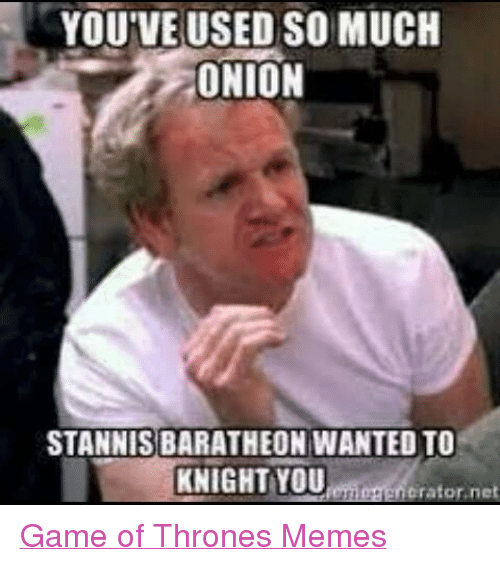 YOU'VE USED SO MUCH
ONION
STANNIS BARATHEON WANTED TO
KNIGHT YOU
memegenerator.net
Game of Thrones Memes